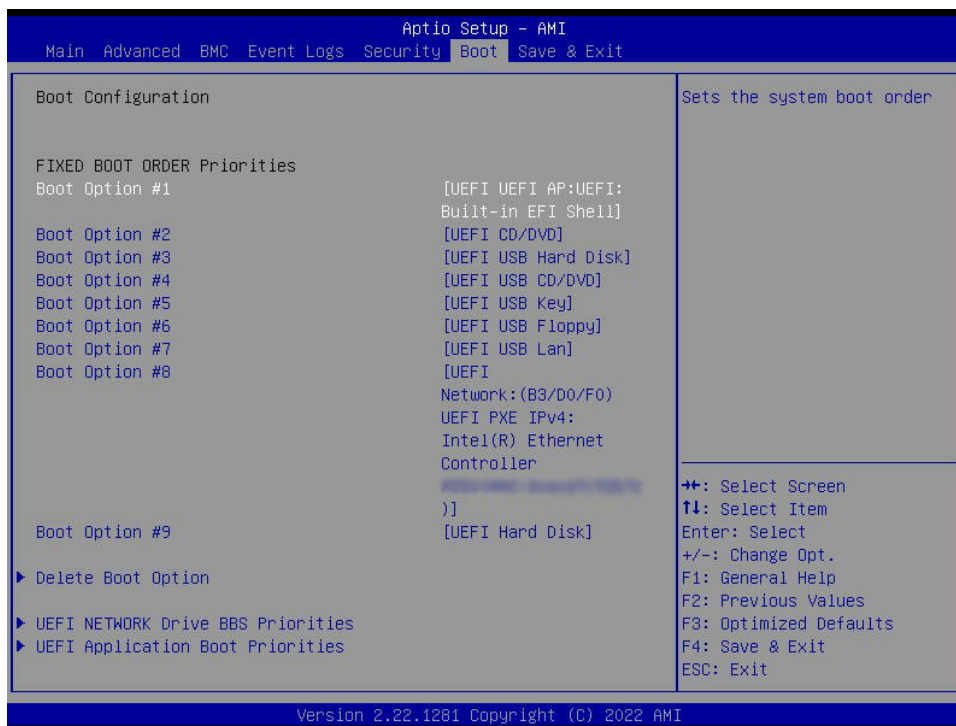 Aptio Setup – AMI
Main Advanced BMC Event Logs Security Boot Save & Exit
Boot Configuration
Sets the system boot order
FIXED BOOT ORDER Priorities
Boot Option #1 [UEFI UEFI AP:UEFI:
Built-in EFI Shell]
Boot Option #2 [UEFI CD/DVD]
Boot Option #3 [UEFI USB Hard Disk]
Boot Option #4 [UEFI USB CD/DVD]
Boot Option #5 [UEFI USB Key]
Boot Option #6 [UEFI USB Floppy]
Boot Option #7 [UEFI USB Lan]
Boot Option #8 [UEFI
Network:(B3/D0/F0)
UEFI PXE IPv4:
Intel(R) Ethernet
Controller
)]
Boot Option #9 [UEFI Hard Disk]
Delete Boot Option
UEFI NETWORK Drive BBS Priorities
UEFI Application Boot Priorities
→←: Select Screen
↑↓: Select Item
Enter: Select
+/-: Change Opt.
F1: General Help
F2: Previous Values
F3: Optimized Defaults
F4: Save & Exit
ESC: Exit
Version 2.22.1281 Copyright (C) 2022 AMI